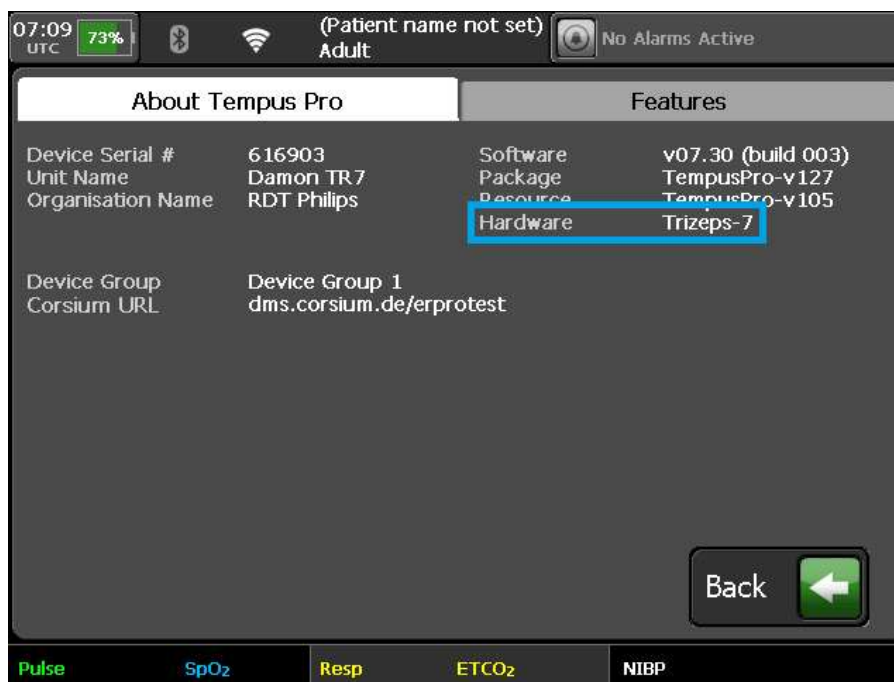 07:09
UTC
73%
(Patient name not set)
Adult
No Alarms Active
About Tempus Pro
Features
Device Serial # 616903
Unit Name Damon TR7
Organisation Name RDT Philips
Software v07.30 (build 003)
Package TempusPro-v127
Resource TempusPro-v105
Hardware Trizeps-7
Device Group Device Group 1
Corsium URL dms.corsium.de/erprotest
Back
Pulse SpO₂ Resp ETCO₂ NIBP